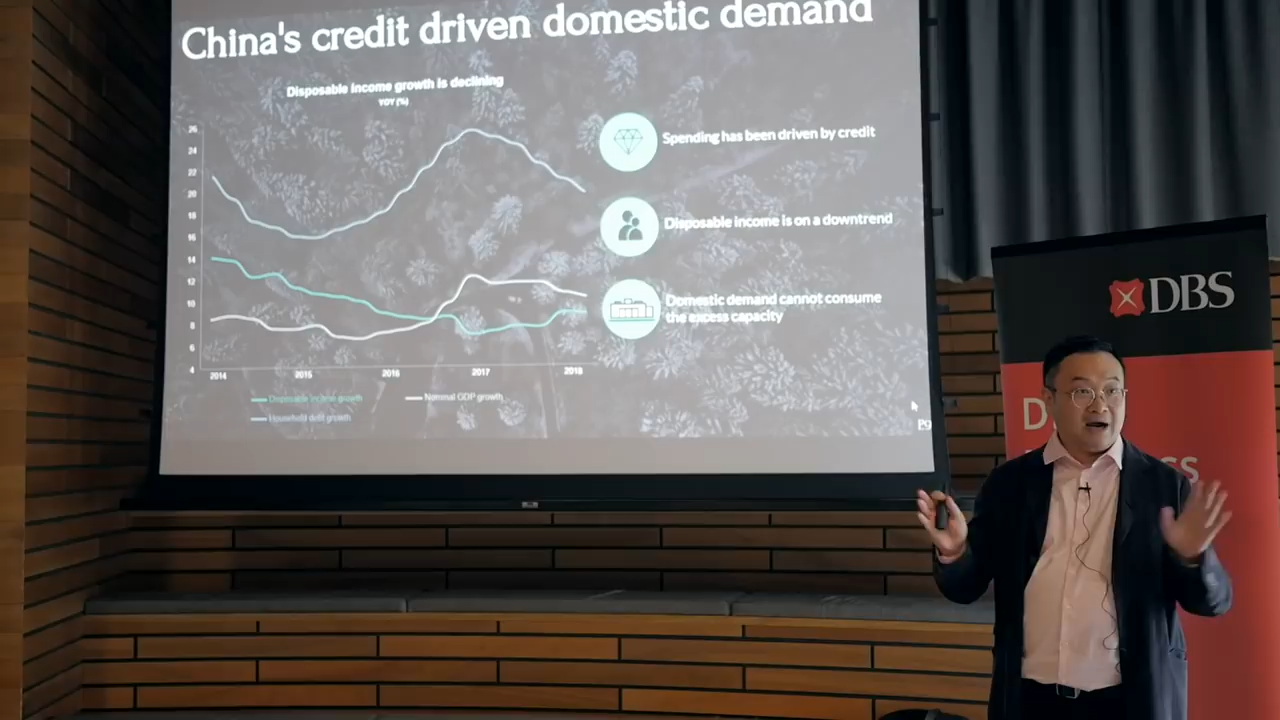 China's credit driven domestic demand
Disposable income growth is declining
YOY (%)
26
24
22
20
18
16
14
12
10
8
6
4
2014
2015
2016
2017
2018
Disposable income growth
Nominal GDP growth
Household debt growth
Spending has been driven by credit
Disposable income is on a downtrend
Domestic demand cannot consume
the excess capacity
P9
DBS